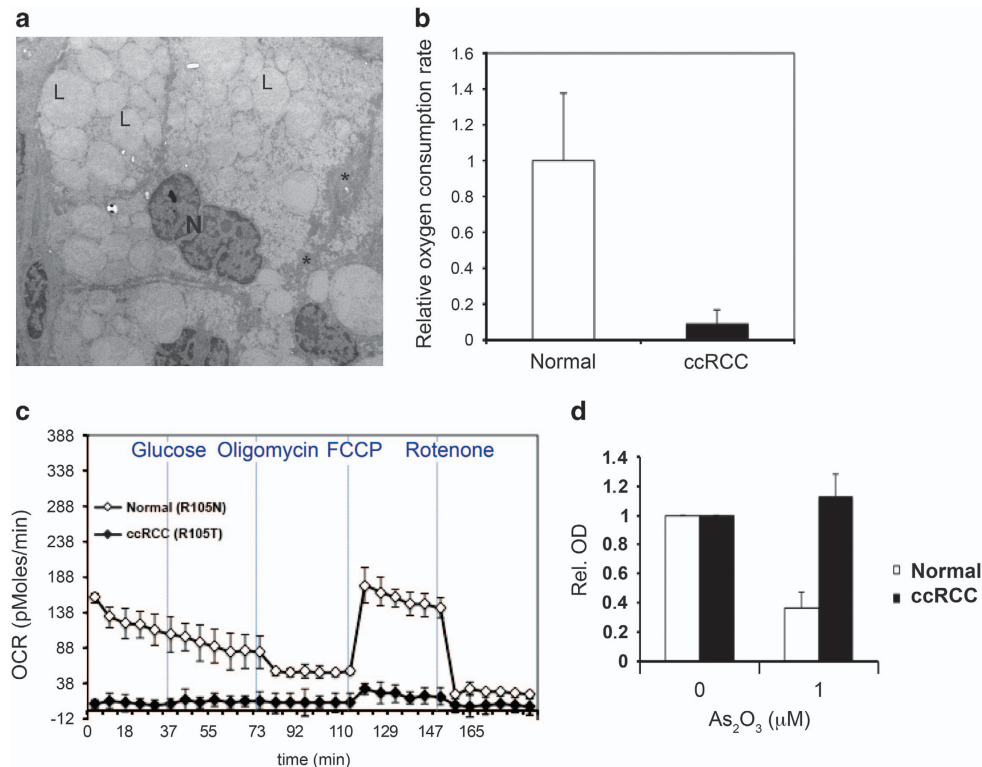 a
L
L
L
N
*
*
b
Relative oxygen consumption rate
1.6
1.4
1.2
1
0.8
0.6
0.4
0.2
0
Normal
ccRCC
c
OCR (pMoles/min)
388
338
288
238
188
138
88
38
-12
Glucose Oligomycin FCCP Rotenone
Normal (R105N)
ccRCC (R105T)
0 18 37 55 73 92 110 129 147 165
time (min)
d
Rel. OD
1.4
1.2
1
0.8
0.6
0.4
0.2
0
0 1
As₂O₃ (μM)
Normal
ccRCC